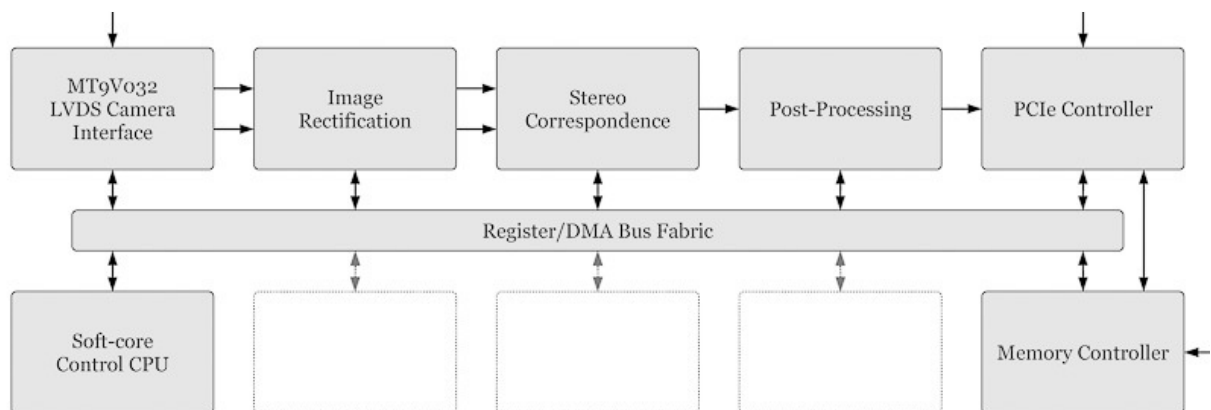 MT9V032
LVDS Camera
Interface
Image
Rectification
Stereo
Correspondence
Post-Processing
PCIe Controller
Register/DMA Bus Fabric
Soft-core
Control CPU
Memory Controller